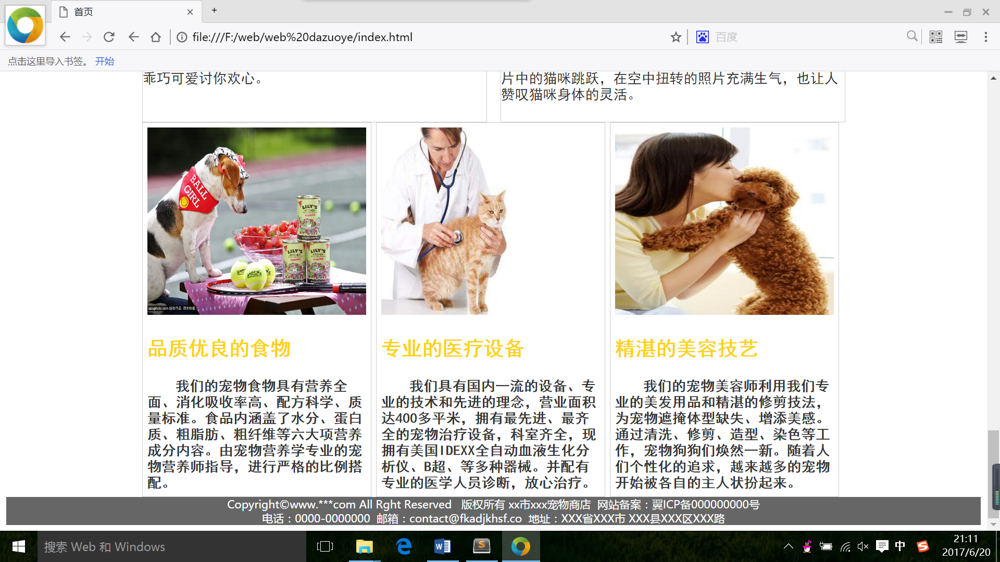 首页
file:///F:/web/web%20dazuoye/index.html
百度
点击这里导入书签。 开始
乖巧可爱讨你欢心。
片中的猫咪跳跃，在空中扭转的照片充满生气，也让人
赞叹猫咪身体的灵活。
BALL
GIRL
LILY'S
KITCHEN
LILY'S
KITCHEN
LILY'S
KITCHEN
sipaphoto.com 版权作品 请勿转载
品质优良的食物
我们的宠物食物具有营养全
面、消化吸收率高、配方科学、质
量标准。食品内涵盖了水分、蛋白
质、粗脂肪、粗纤维等六大项营养
成分内容。由宠物营养学专业的宠
物营养师指导，进行严格的比例搭
配。
专业的医疗设备
我们具有国内一流的设备、专
业的技术和先进的理念，营业面积
达400多平米，拥有最先进、最齐
全的宠物治疗设备，科室齐全，现
拥有美国IDEXX全自动血液生化分
析仪、B超、等多种器械。并配有
专业的医学人员诊断，放心治疗。
精湛的美容技艺
我们的宠物美容师利用我们专
业的美发用品和精湛的修剪技法，
为宠物遮掩体型缺失、增添美感。
通过清洗、修剪、造型、染色等工
作，宠物狗狗们焕然一新。随着人
们个性化的追求，越来越多的宠物
开始被各自的主人状扮起来。
Copyright©www.***com All Rght Reserved 版权所有 xx市xxx宠物商店 网站备案：翼ICP备000000000号
电话：0000-0000000 邮箱：contact@fkadjkhsf.co 地址：XXX省XXX市 XXX县XXX区XXX路
搜索 Web 和 Windows
中
21:11
2017/6/20